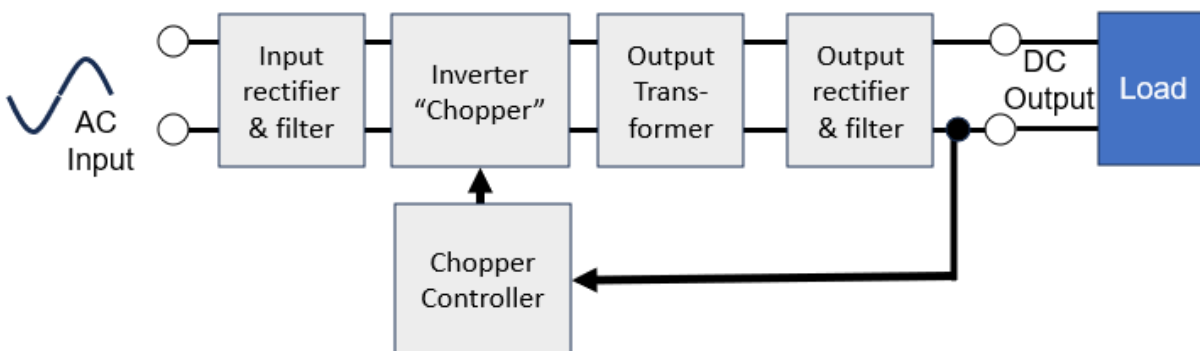 AC
Input
Input
rectifier
& filter
Inverter
“Chopper”
Output
Trans-
former
Output
rectifier
& filter
DC
Output
Load
Chopper
Controller